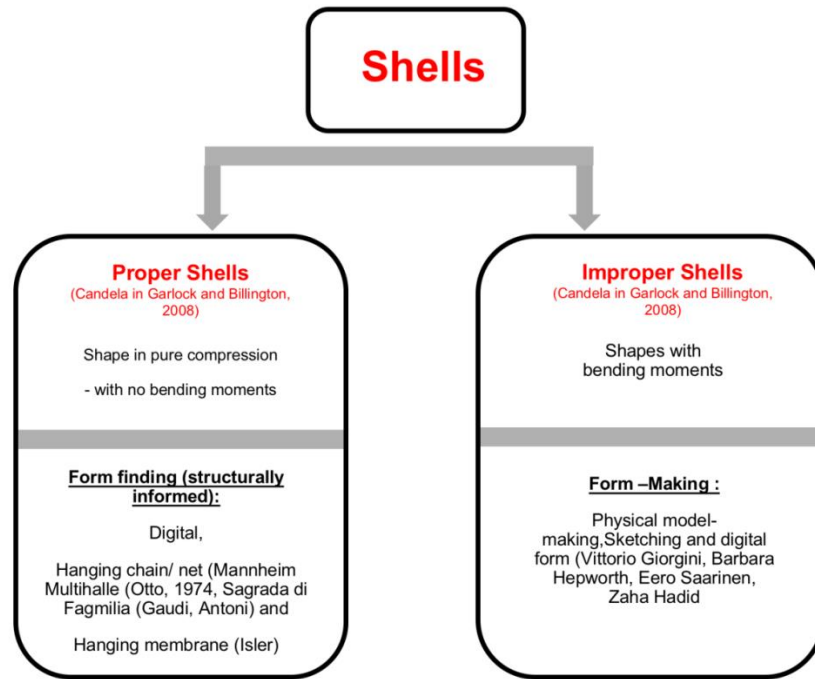 Shells
Proper Shells
(Candela in Garlock and Billington,
2008)
Shape in pure compression
- with no bending moments
Form finding (structurally
informed):
Digital,
Hanging chain/ net (Mannheim
Multihalle (Otto, 1974, Sagrada di
Fagmilia (Gaudi, Antoni) and
Hanging membrane (Isler)
Improper Shells
(Candela in Garlock and Billington,
2008)
Shapes with
bending moments
Form –Making :
Physical model-
making,Sketching and digital
form (Vittorio Giorgini, Barbara
Hepworth, Eero Saarinen,
Zaha Hadid